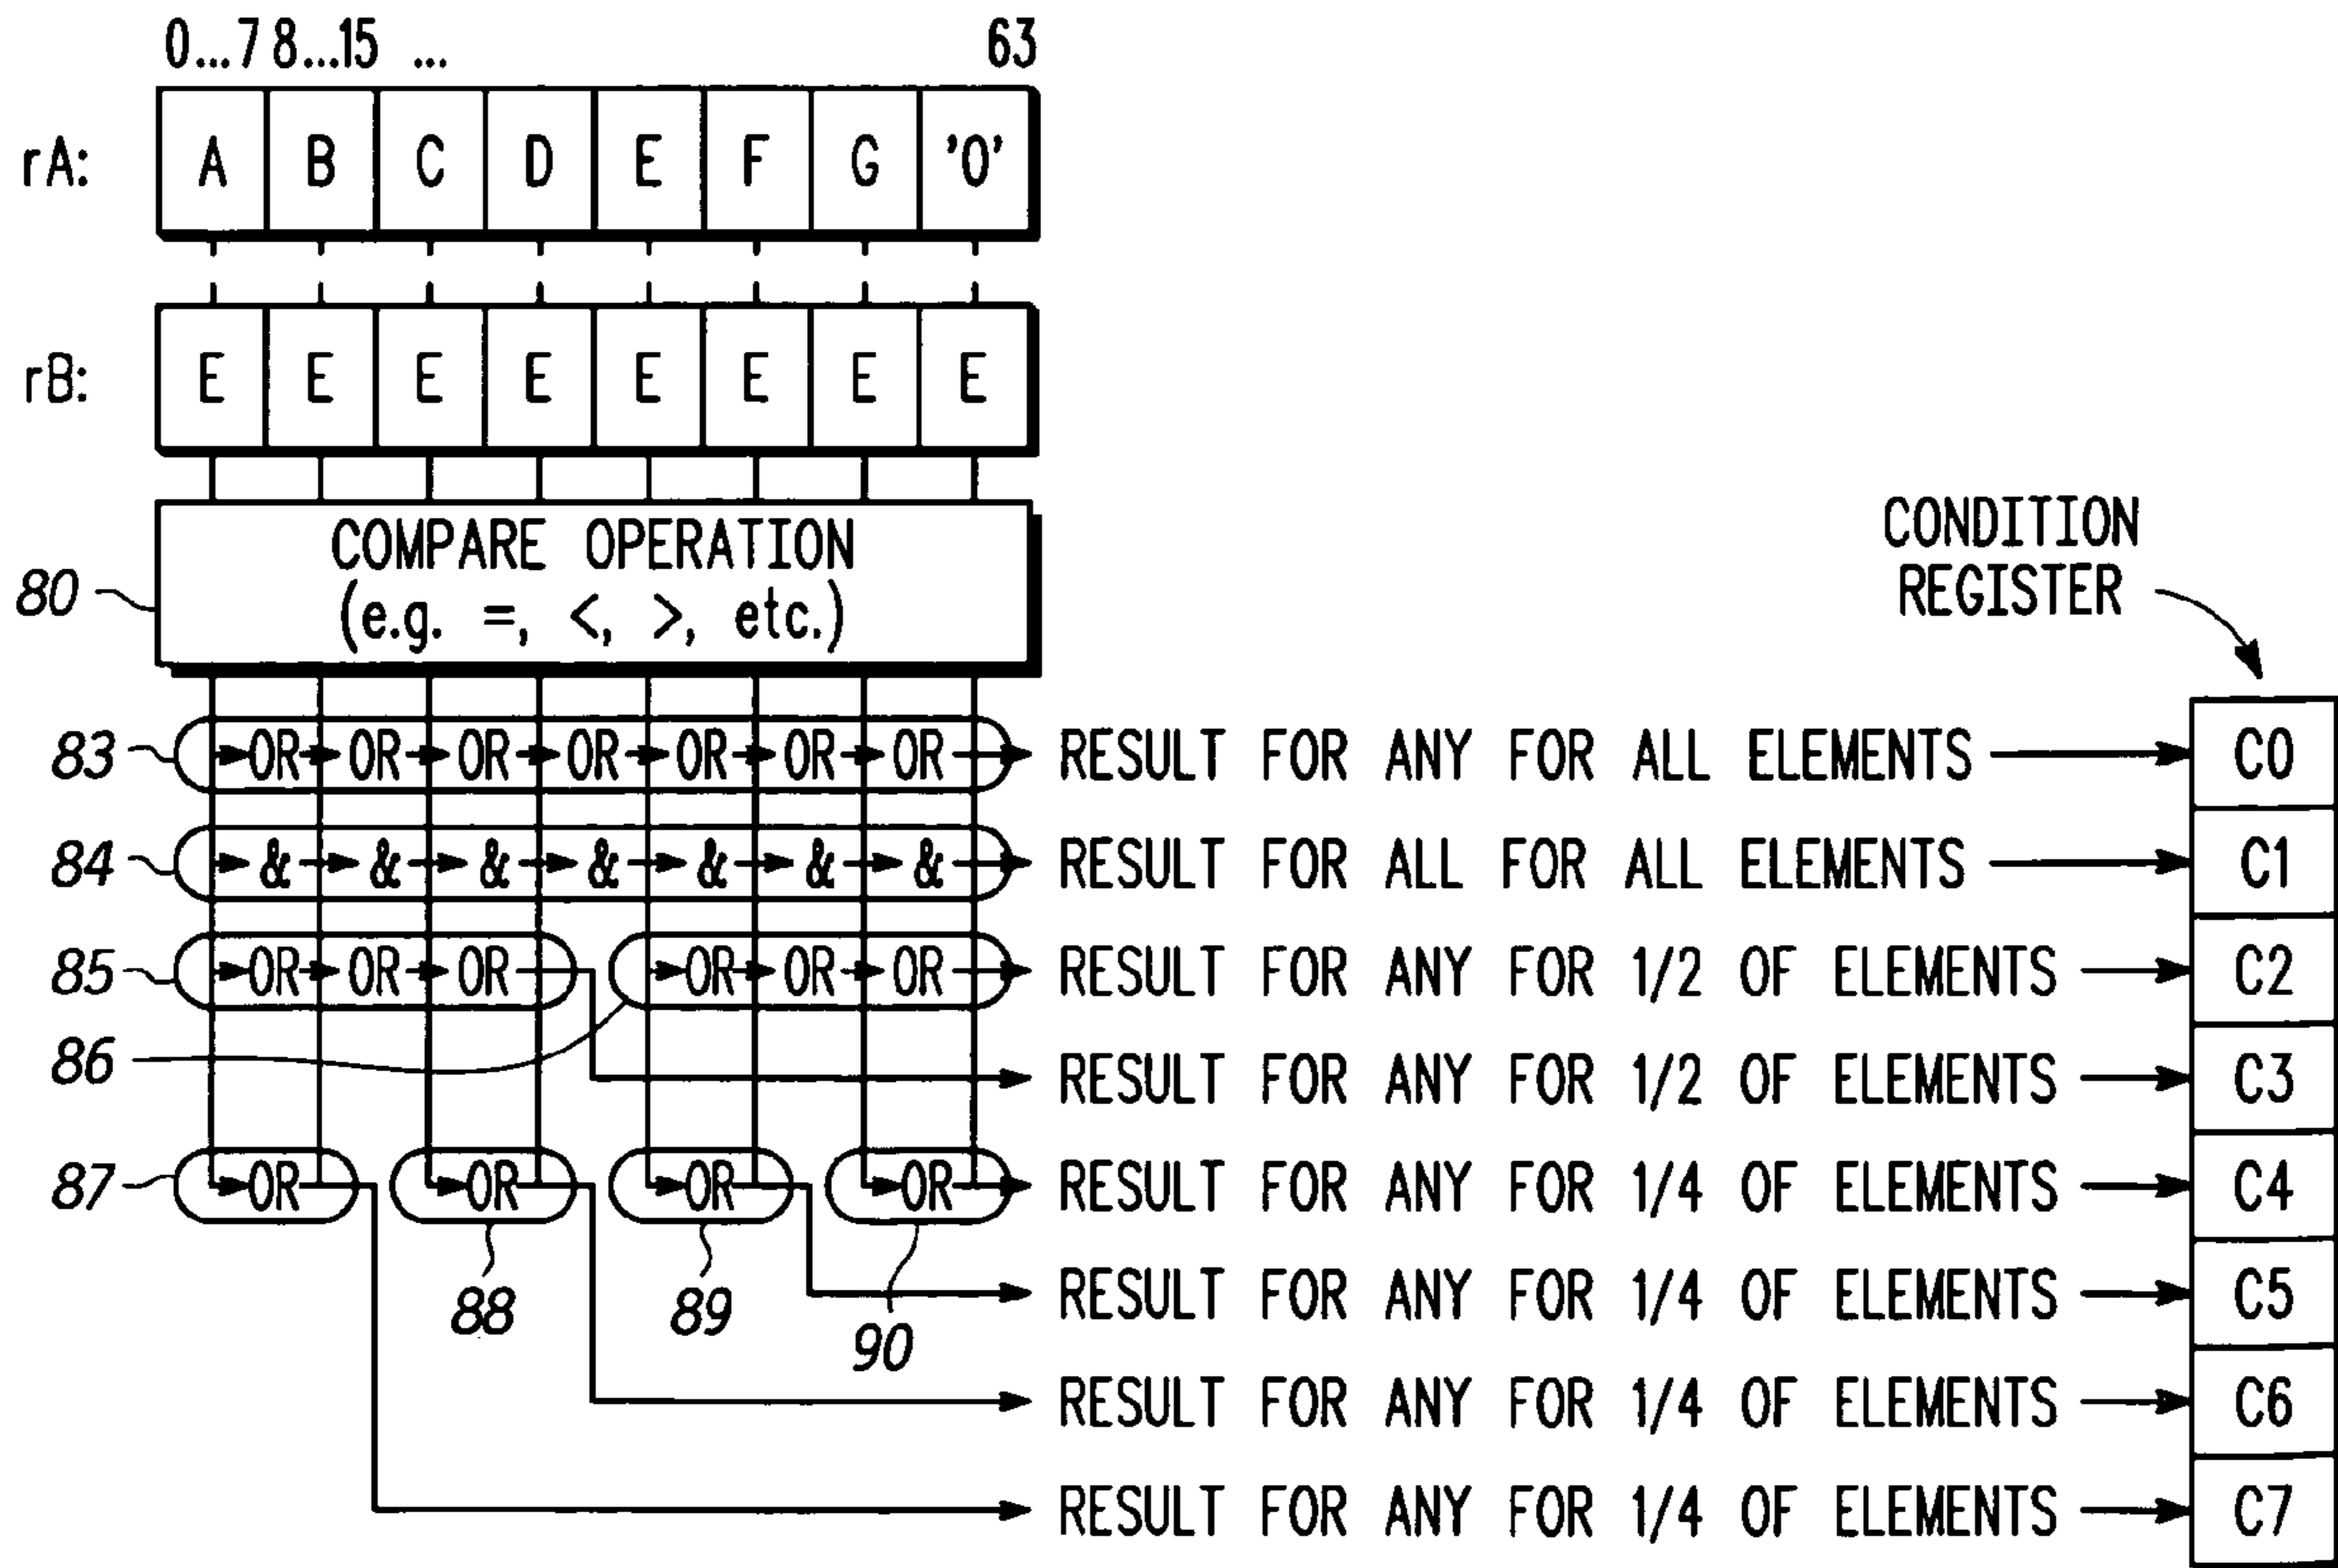 0...7 8...15 ... 63
rA: A B C D E F G '0'
rB: E E E E E E E E
COMPARE OPERATION
(e.g. =, <, >, etc.)
80
CONDITION
REGISTER
83 OR OR OR OR OR OR OR RESULT FOR ANY FOR ALL ELEMENTS C0
84 & & & & & & & RESULT FOR ALL FOR ALL ELEMENTS C1
85 OR OR OR OR OR OR RESULT FOR ANY FOR 1/2 OF ELEMENTS C2
86 RESULT FOR ANY FOR 1/2 OF ELEMENTS C3
87 OR OR OR OR RESULT FOR ANY FOR 1/4 OF ELEMENTS C4
88 89 90 RESULT FOR ANY FOR 1/4 OF ELEMENTS C5
RESULT FOR ANY FOR 1/4 OF ELEMENTS C6
RESULT FOR ANY FOR 1/4 OF ELEMENTS C7